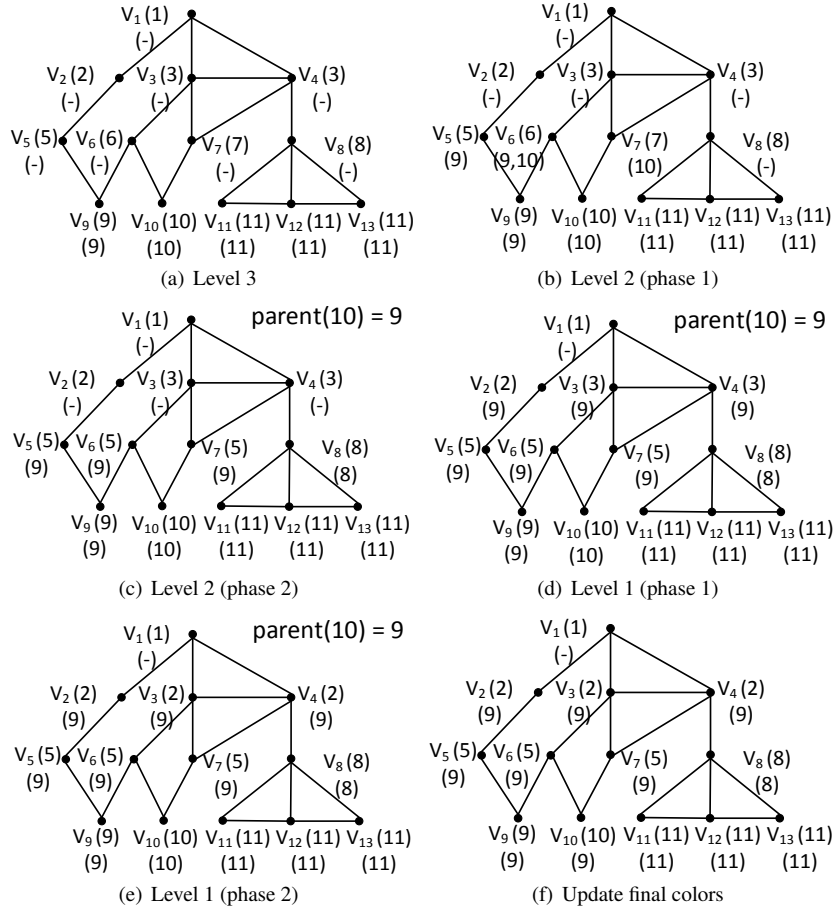 V₁ (1)
(-)
V₂ (2)
(-)
V₃ (3)
(-)
V₄ (3)
(-)
V₅ (5)
(-)
V₆ (6)
(-)
V₇ (7)
(-)
V₈ (8)
(-)
V₉ (9)
(9)
V₁₀ (10)
(10)
V₁₁ (11)
(11)
V₁₂ (11)
(11)
V₁₃ (11)
(11)
(a) Level 3
V₁ (1)
(-)
V₂ (2)
(-)
V₃ (3)
(-)
V₄ (3)
(-)
V₅ (5)
(9)
V₆ (6)
(9,10)
V₇ (7)
(10)
V₈ (8)
(-)
V₉ (9)
(9)
V₁₀ (10)
(10)
V₁₁ (11)
(11)
V₁₂ (11)
(11)
V₁₃ (11)
(11)
(b) Level 2 (phase 1)
parent(10) = 9
V₁ (1)
(-)
V₂ (2)
(-)
V₃ (3)
(-)
V₄ (3)
(-)
V₅ (5)
(9)
V₆ (5)
(9)
V₇ (5)
(9)
V₈ (8)
(8)
V₉ (9)
(9)
V₁₀ (10)
(10)
V₁₁ (11)
(11)
V₁₂ (11)
(11)
V₁₃ (11)
(11)
(c) Level 2 (phase 2)
parent(10) = 9
V₁ (1)
(-)
V₂ (2)
(9)
V₃ (3)
(9)
V₄ (3)
(9)
V₅ (5)
(9)
V₆ (5)
(9)
V₇ (5)
(9)
V₈ (8)
(8)
V₉ (9)
(9)
V₁₀ (10)
(10)
V₁₁ (11)
(11)
V₁₂ (11)
(11)
V₁₃ (11)
(11)
(d) Level 1 (phase 1)
parent(10) = 9
V₁ (1)
(-)
V₂ (2)
(9)
V₃ (2)
(9)
V₄ (2)
(9)
V₅ (5)
(9)
V₆ (5)
(9)
V₇ (5)
(9)
V₈ (8)
(8)
V₉ (9)
(9)
V₁₀ (10)
(10)
V₁₁ (11)
(11)
V₁₂ (11)
(11)
V₁₃ (11)
(11)
(e) Level 1 (phase 2)
V₁ (1)
(-)
V₂ (2)
(9)
V₃ (2)
(9)
V₄ (2)
(9)
V₅ (5)
(9)
V₆ (5)
(9)
V₇ (5)
(9)
V₈ (8)
(8)
V₉ (9)
(9)
V₁₀ (10)
(9)
V₁₁ (11)
(11)
V₁₂ (11)
(11)
V₁₃ (11)
(11)
(f) Update final colors